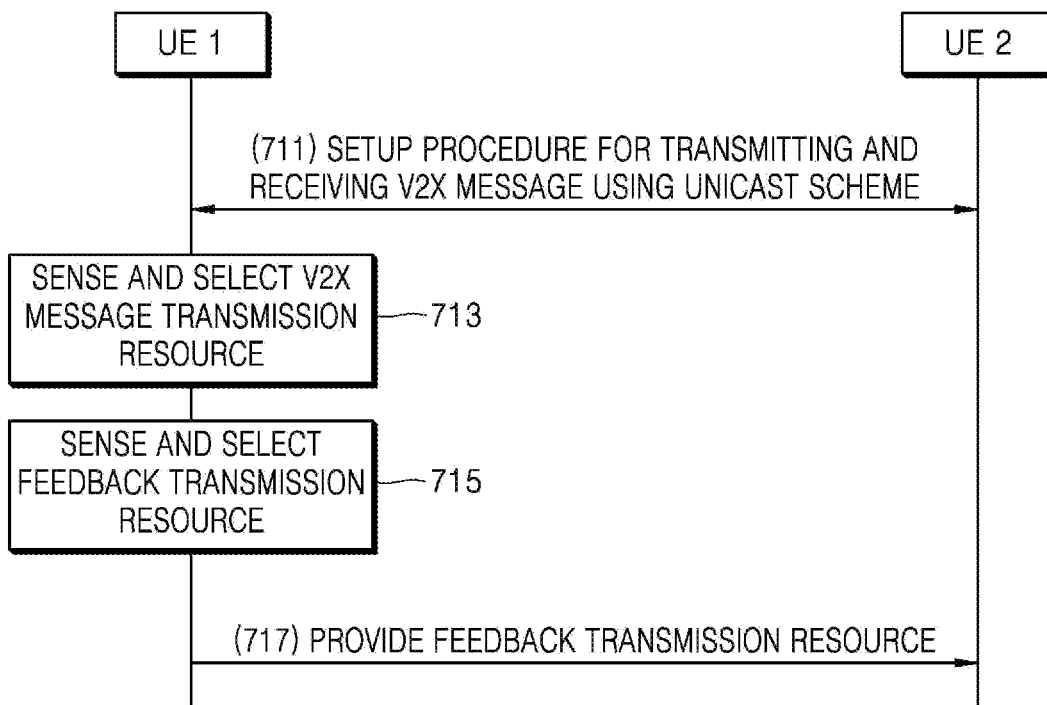 UE 1
UE 2
(711) SETUP PROCEDURE FOR TRANSMITTING AND
RECEIVING V2X MESSAGE USING UNICAST SCHEME
SENSE AND SELECT V2X
MESSAGE TRANSMISSION
RESOURCE
713
SENSE AND SELECT
FEEDBACK TRANSMISSION
RESOURCE
715
(717) PROVIDE FEEDBACK TRANSMISSION RESOURCE